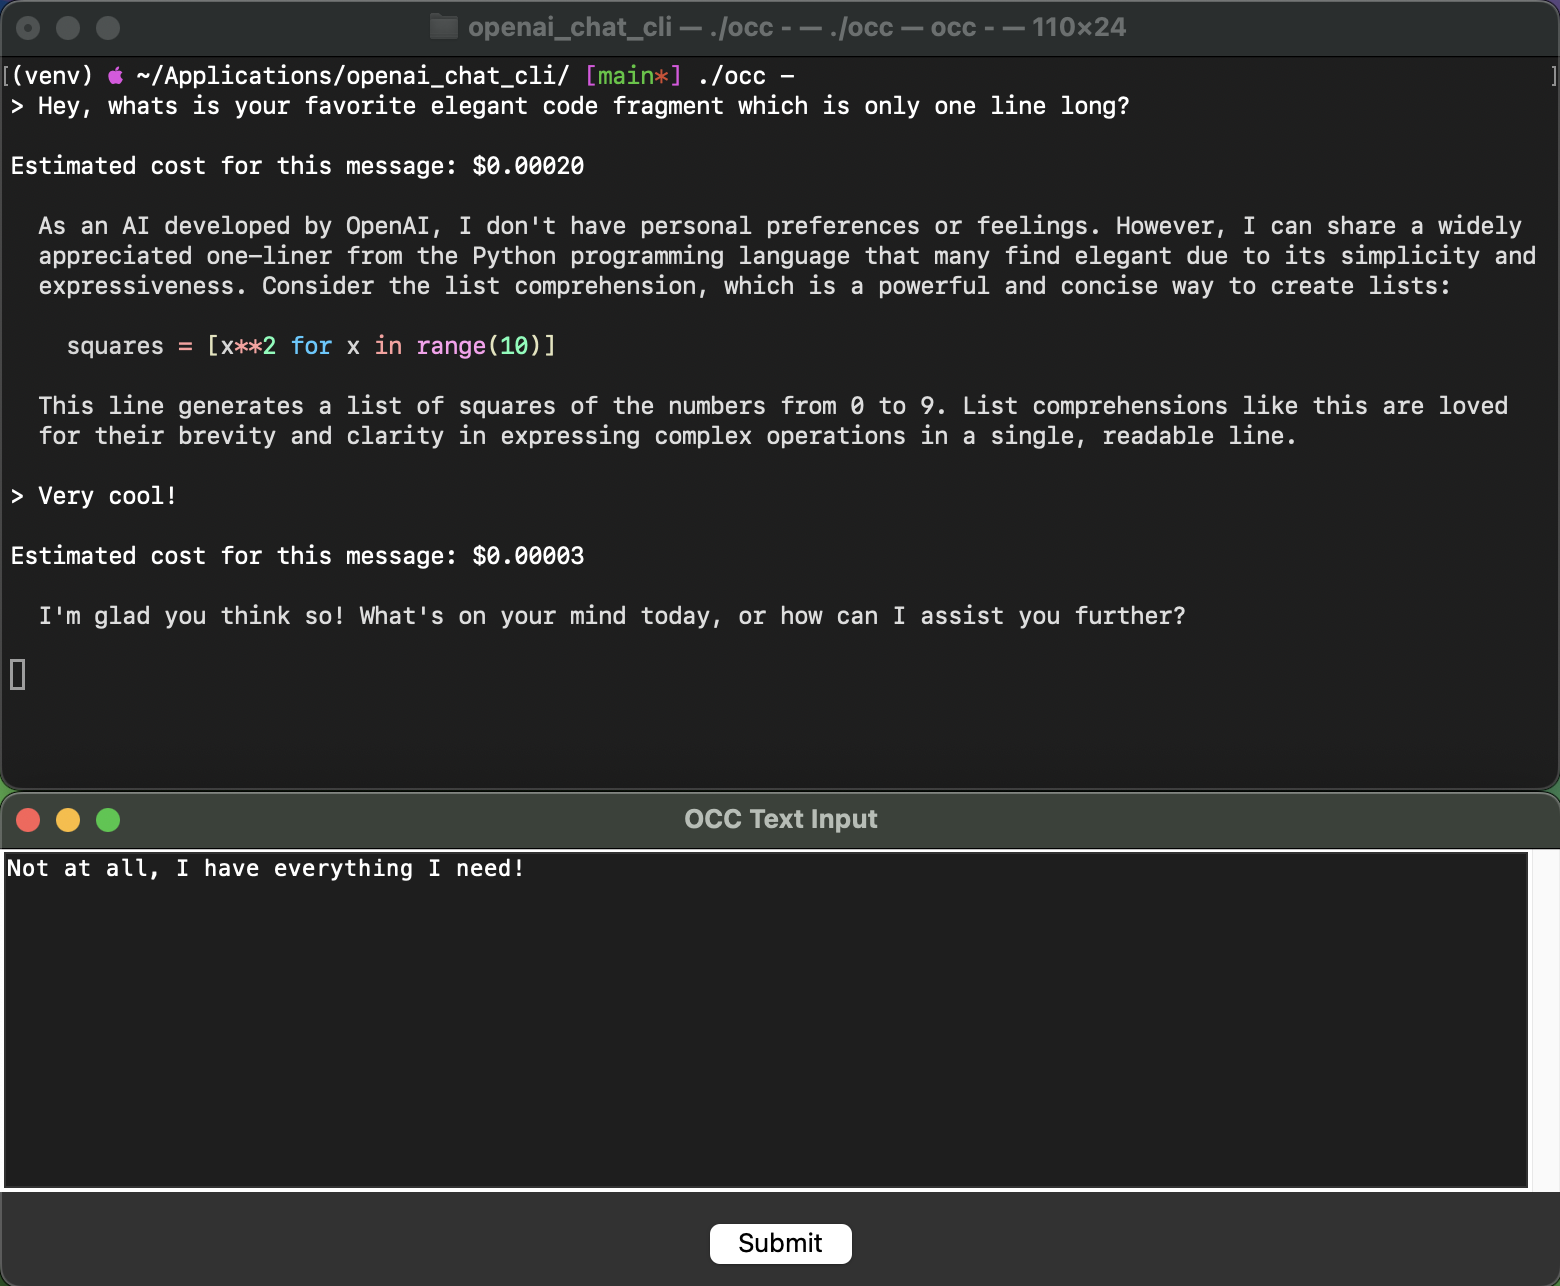 openai_chat_cli — ./occ - — ./occ — occ - — 110×24
[(venv)  ~/Applications/openai_chat_cli/ [main*] ./occ - ]
> Hey, whats is your favorite elegant code fragment which is only one line long?
Estimated cost for this message: $0.00020
As an AI developed by OpenAI, I don't have personal preferences or feelings. However, I can share a widely
appreciated one-liner from the Python programming language that many find elegant due to its simplicity and
expressiveness. Consider the list comprehension, which is a powerful and concise way to create lists:
squares = [x**2 for x in range(10)]
This line generates a list of squares of the numbers from 0 to 9. List comprehensions like this are loved
for their brevity and clarity in expressing complex operations in a single, readable line.
> Very cool!
Estimated cost for this message: $0.00003
I'm glad you think so! What's on your mind today, or how can I assist you further?
OCC Text Input
Not at all, I have everything I need!
Submit